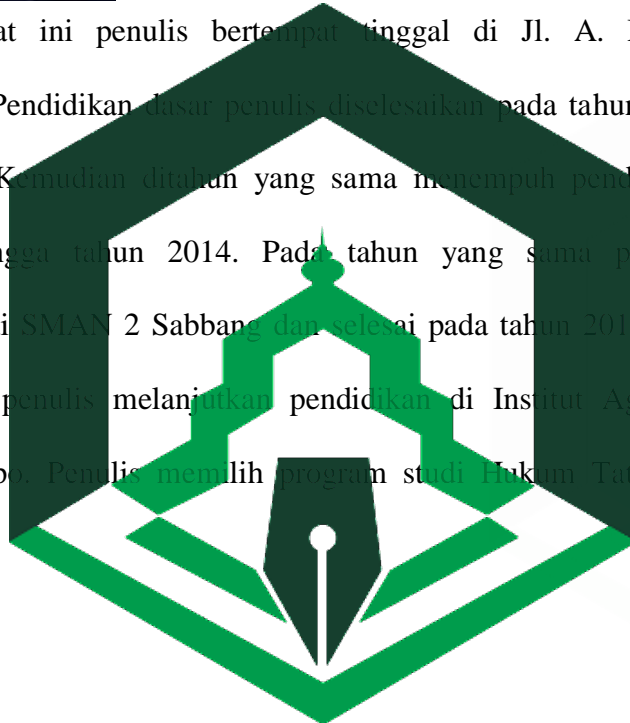 at ini penulis bertempat tinggal di Jl. A.
Pendidikan dasar penulis diselesaikan pada tahun
Kemudian ditahun yang sama menempuh pend
ngga tahun 2014. Pada tahun yang sama p
i SMAN 2 Sabbang dan selesai pada tahun 201
penulis melanjutkan pendidikan di Institut Ag
po. Penulis memilih program studi Hukum Tat